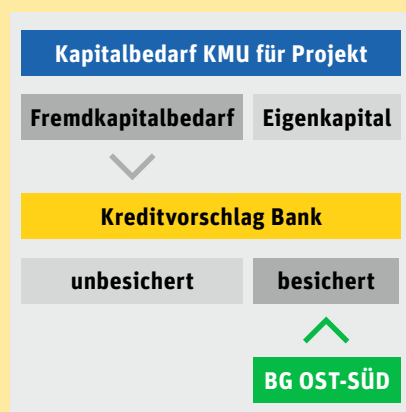 Kapitalbedarf KMU für Projekt
Fremdkapitalbedarf Eigenkapital
Kreditvorschlag Bank
unbesichert besichert
BG OST-SÜD